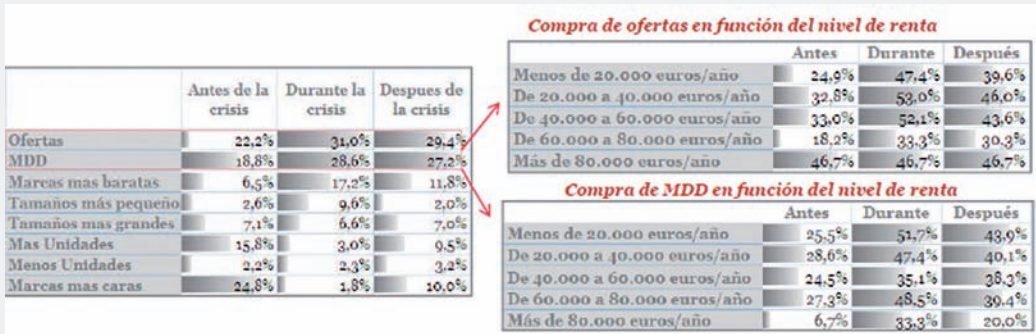 Antes de la crisis Durante la crisis Despues de la crisis
Ofertas 22,2% 31,0% 29,4%
MDD 18,8% 28,6% 27,2%
Marcas mas baratas 6,5% 17,2% 11,8%
Tamaños más pequeño 2,6% 9,6% 2,0%
Tamaños mas grandes 7,1% 6,6% 7,0%
Mas Unidades 15,8% 3,0% 9,5%
Menos Unidades 2,2% 2,3% 3,2%
Marcas mas caras 24,8% 1,8% 10,0%
Compra de ofertas en función del nivel de renta
Antes Durante Después
Menos de 20.000 euros/año 24,9% 47,4% 39,6%
De 20.000 a 40.000 euros/año 32,8% 53,0% 46,0%
De 40.000 a 60.000 euros/año 33,0% 52,1% 43,6%
De 60.000 a 80.000 euros/año 18,2% 33,3% 30,3%
Más de 80.000 euros/año 46,7% 46,7% 46,7%
Compra de MDD en función del nivel de renta
Antes Durante Después
Menos de 20.000 euros/año 25,5% 51,7% 43,9%
De 20.000 a 40.000 euros/año 28,6% 47,4% 40,1%
De 40.000 a 60.000 euros/año 24,5% 35,1% 38,3%
De 60.000 a 80.000 euros/año 27,3% 48,5% 39,4%
Más de 80.000 euros/año 6,7% 33,3% 20,0%